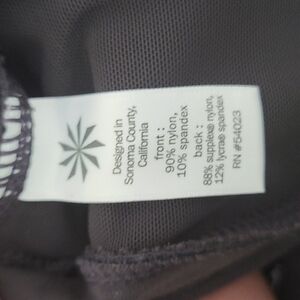 Designed in
Sonoma County,
California
front :
90% nylon,
10% spandex
back :
88% supplex® nylon,
12% lycra® spandex
RN #54023